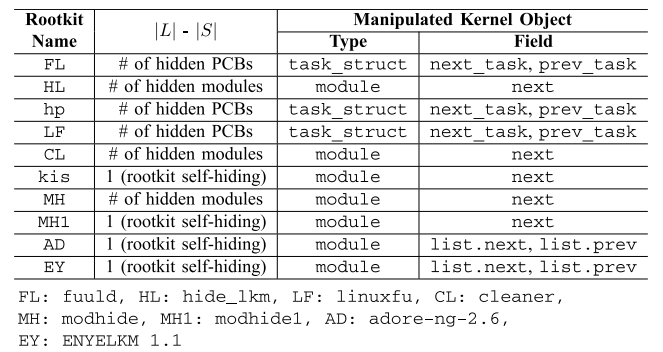 Rootkit Name |L| - |S| Manipulated Kernel Object
Type Field
FL # of hidden PCBs task_struct next_task, prev_task
HL # of hidden modules module next
hp # of hidden PCBs task_struct next_task, prev_task
LF # of hidden PCBs task_struct next_task, prev_task
CL # of hidden modules module next
kis 1 (rootkit self-hiding) module next
MH # of hidden modules module next
MH1 1 (rootkit self-hiding) module next
AD 1 (rootkit self-hiding) module list.next, list.prev
EY 1 (rootkit self-hiding) module list.next, list.prev
FL: fuuld, HL: hide_lkm, LF: linuxfu, CL: cleaner,
MH: modhide, MH1: modhide1, AD: adore-ng-2.6,
EY: ENYELKM 1.1